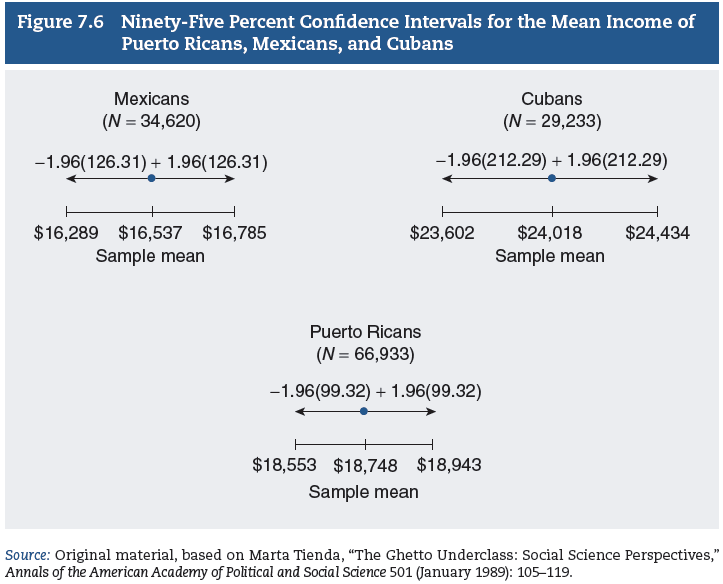 Figure 7.6 Ninety-Five Percent Confidence Intervals for the Mean Income of
Puerto Ricans, Mexicans, and Cubans
Mexicans
(N = 34,620)
−1.96(126.31) + 1.96(126.31)
$16,289 $16,537 $16,785
Sample mean
Cubans
(N = 29,233)
−1.96(212.29) + 1.96(212.29)
$23,602 $24,018 $24,434
Sample mean
Puerto Ricans
(N = 66,933)
−1.96(99.32) + 1.96(99.32)
$18,553 $18,748 $18,943
Sample mean
Source: Original material, based on Marta Tienda, “The Ghetto Underclass: Social Science Perspectives,”
Annals of the American Academy of Political and Social Science 501 (January 1989): 105–119.